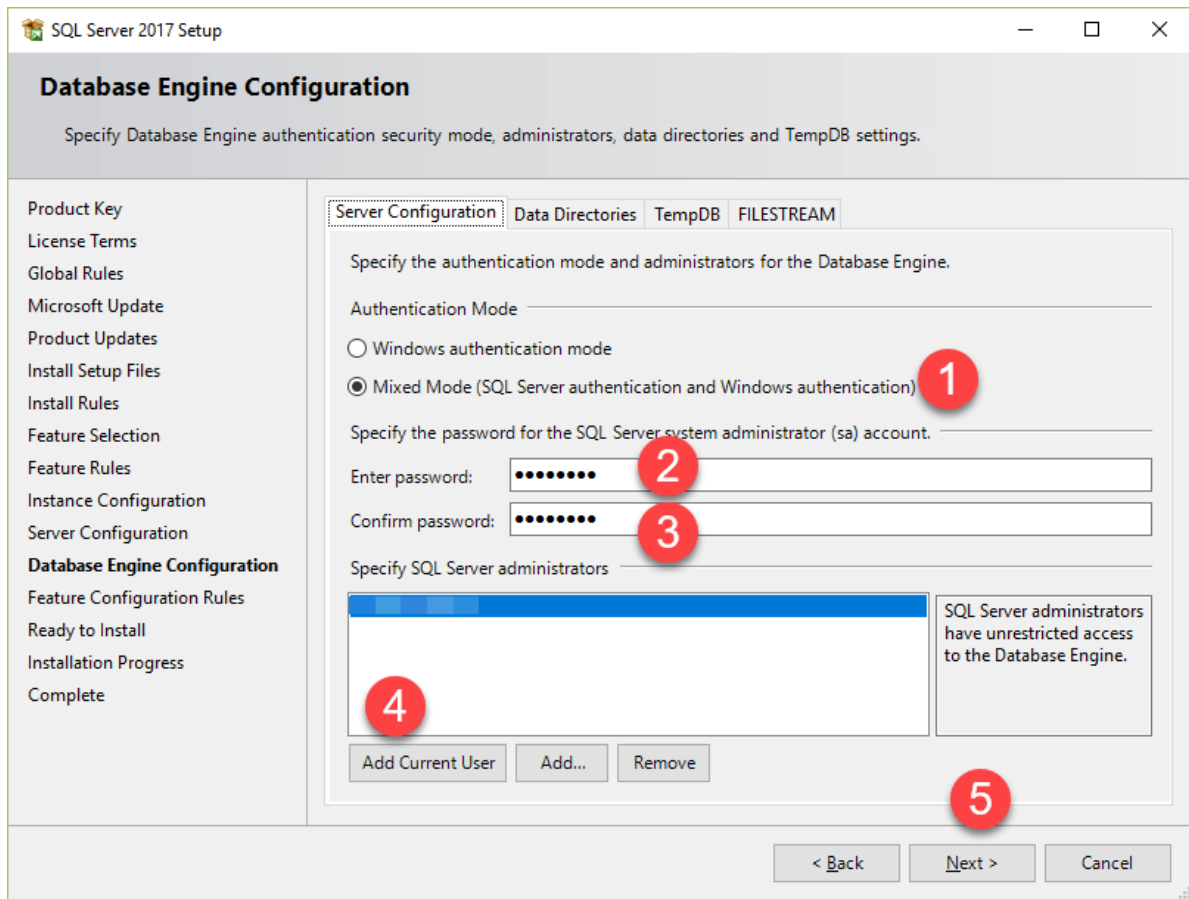 SQL Server 2017 Setup
Database Engine Configuration
Specify Database Engine authentication security mode, administrators, data directories and TempDB settings.
Product Key
License Terms
Global Rules
Microsoft Update
Product Updates
Install Setup Files
Install Rules
Feature Selection
Feature Rules
Instance Configuration
Server Configuration
Database Engine Configuration
Feature Configuration Rules
Ready to Install
Installation Progress
Complete
Server Configuration Data Directories TempDB FILESTREAM
Specify the authentication mode and administrators for the Database Engine.
Authentication Mode
Windows authentication mode
Mixed Mode (SQL Server authentication and Windows authentication)
1
Specify the password for the SQL Server system administrator (sa) account.
Enter password: ●●●●●●●●
2
Confirm password: ●●●●●●●●
3
Specify SQL Server administrators
SQL Server administrators
have unrestricted access
to the Database Engine.
4
Add Current User Add... Remove
5
< Back Next > Cancel